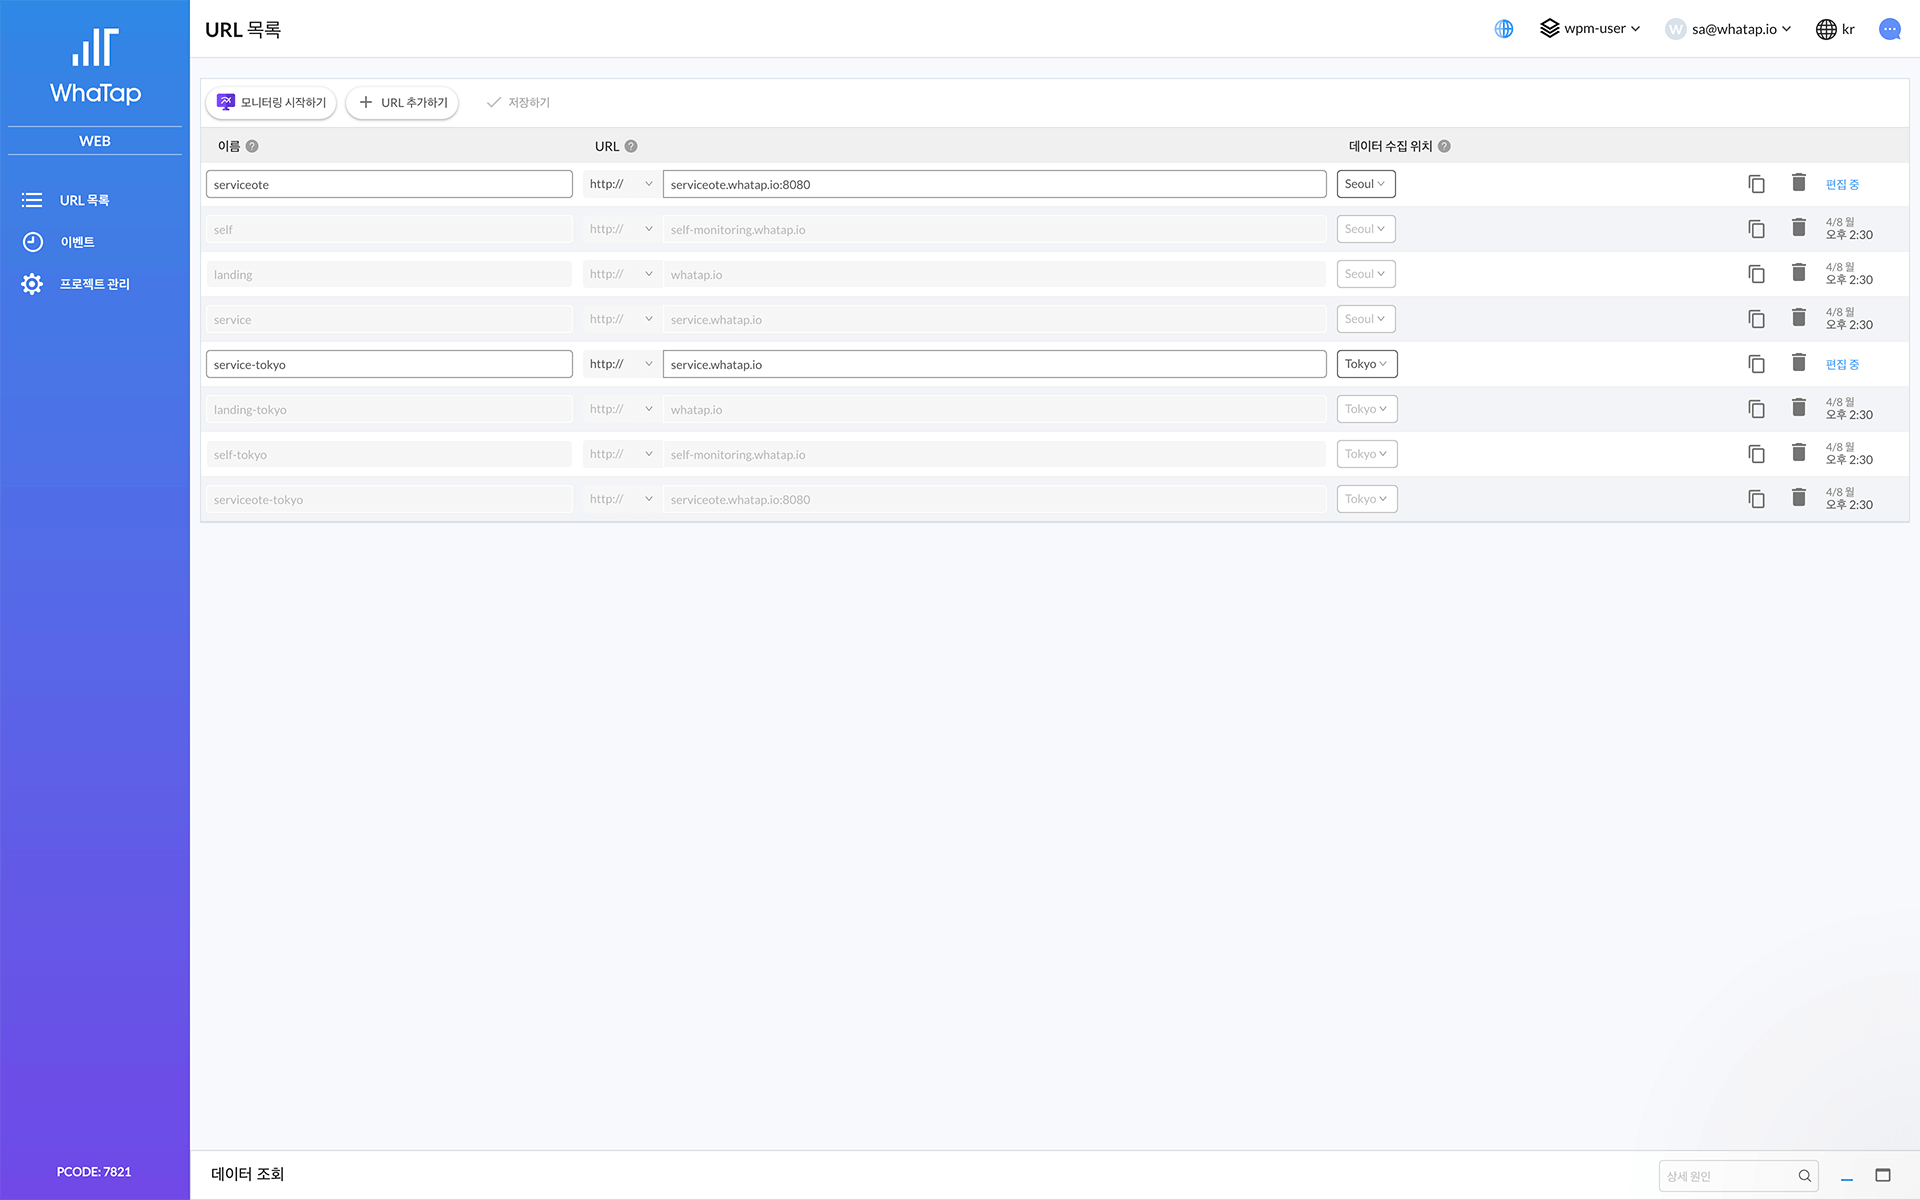 WhaTap
WEB
URL 목록
이벤트
프로젝트 관리
PCODE: 7821
URL 목록
wpm-user
W sa@whatap.io
kr
모니터링 시작하기
URL 추가하기
저장하기
이름 ? URL ? 데이터 수집 위치 ?
serviceote http:// serviceote.whatap.io:8080 Seoul 편집 중
self http:// self-monitoring.whatap.io Seoul 4/8 월
오후 2:30
landing http:// whatap.io Seoul 4/8 월
오후 2:30
service http:// service.whatap.io Seoul 4/8 월
오후 2:30
service-tokyo http:// service.whatap.io Tokyo 편집 중
landing-tokyo http:// whatap.io Tokyo 4/8 월
오후 2:30
self-tokyo http:// self-monitoring.whatap.io Tokyo 4/8 월
오후 2:30
serviceote-tokyo http:// serviceote.whatap.io:8080 Tokyo 4/8 월
오후 2:30
데이터 조회
상세 원인